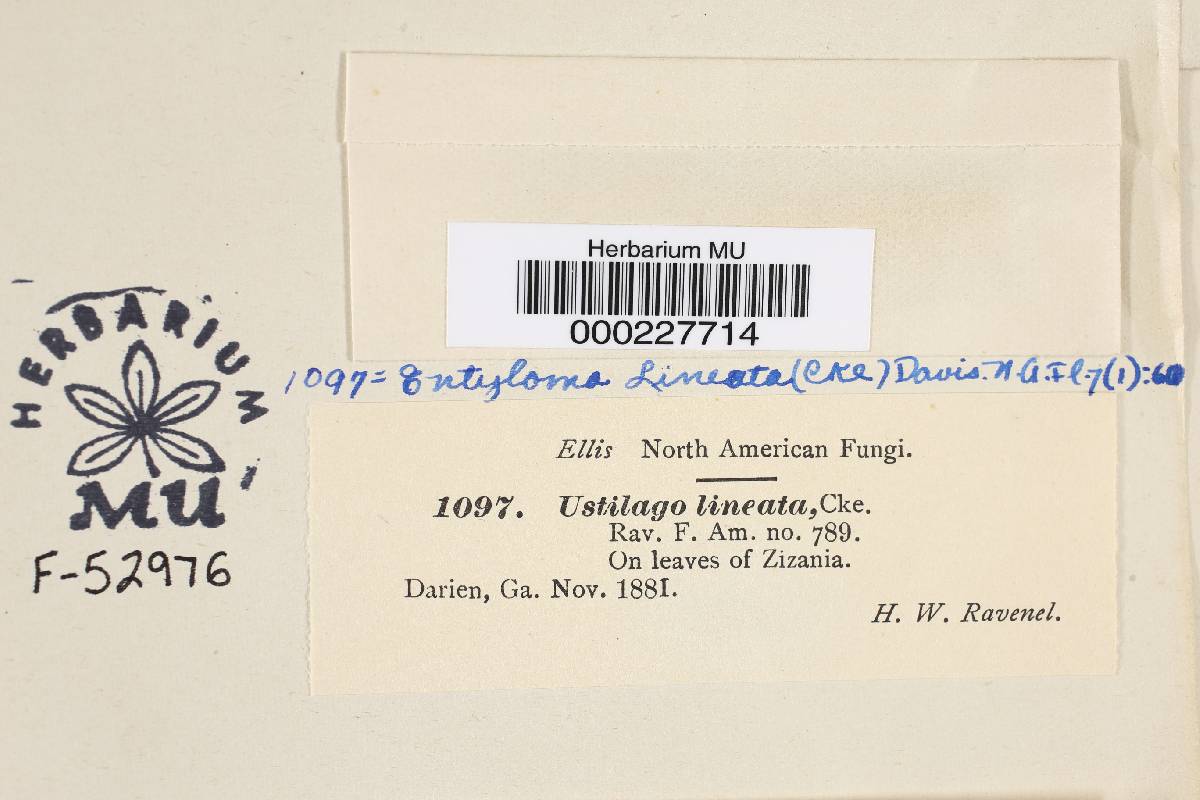 Herbarium MU
000227714
HERBARIUM
MU
F-52976
1097= Entyloma Lineata (Cke) Davis. N.A.Fl.7(1):60
Ellis North American Fungi.
1097. Ustilago lineata, Cke.
Rav. F. Am. no. 789.
On leaves of Zizania.
Darien, Ga. Nov. 1881.
H. W. Ravenel.